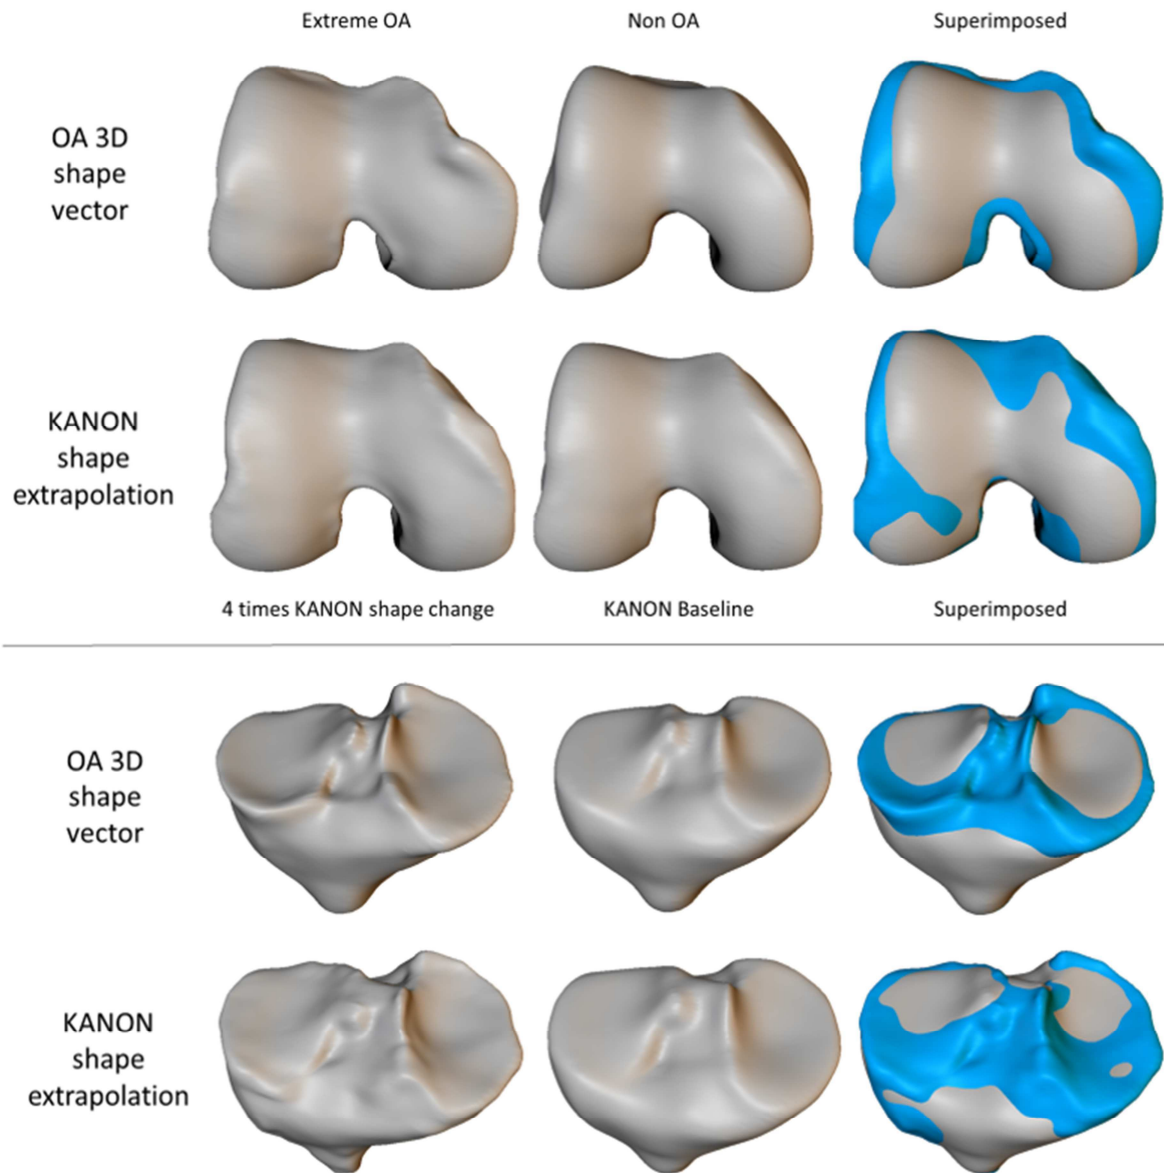 Extreme OA
Non OA
Superimposed
OA 3D
shape
vector
KANON
shape
extrapolation
4 times KANON shape change
KANON Baseline
Superimposed
OA 3D
shape
vector
KANON
shape
extrapolation